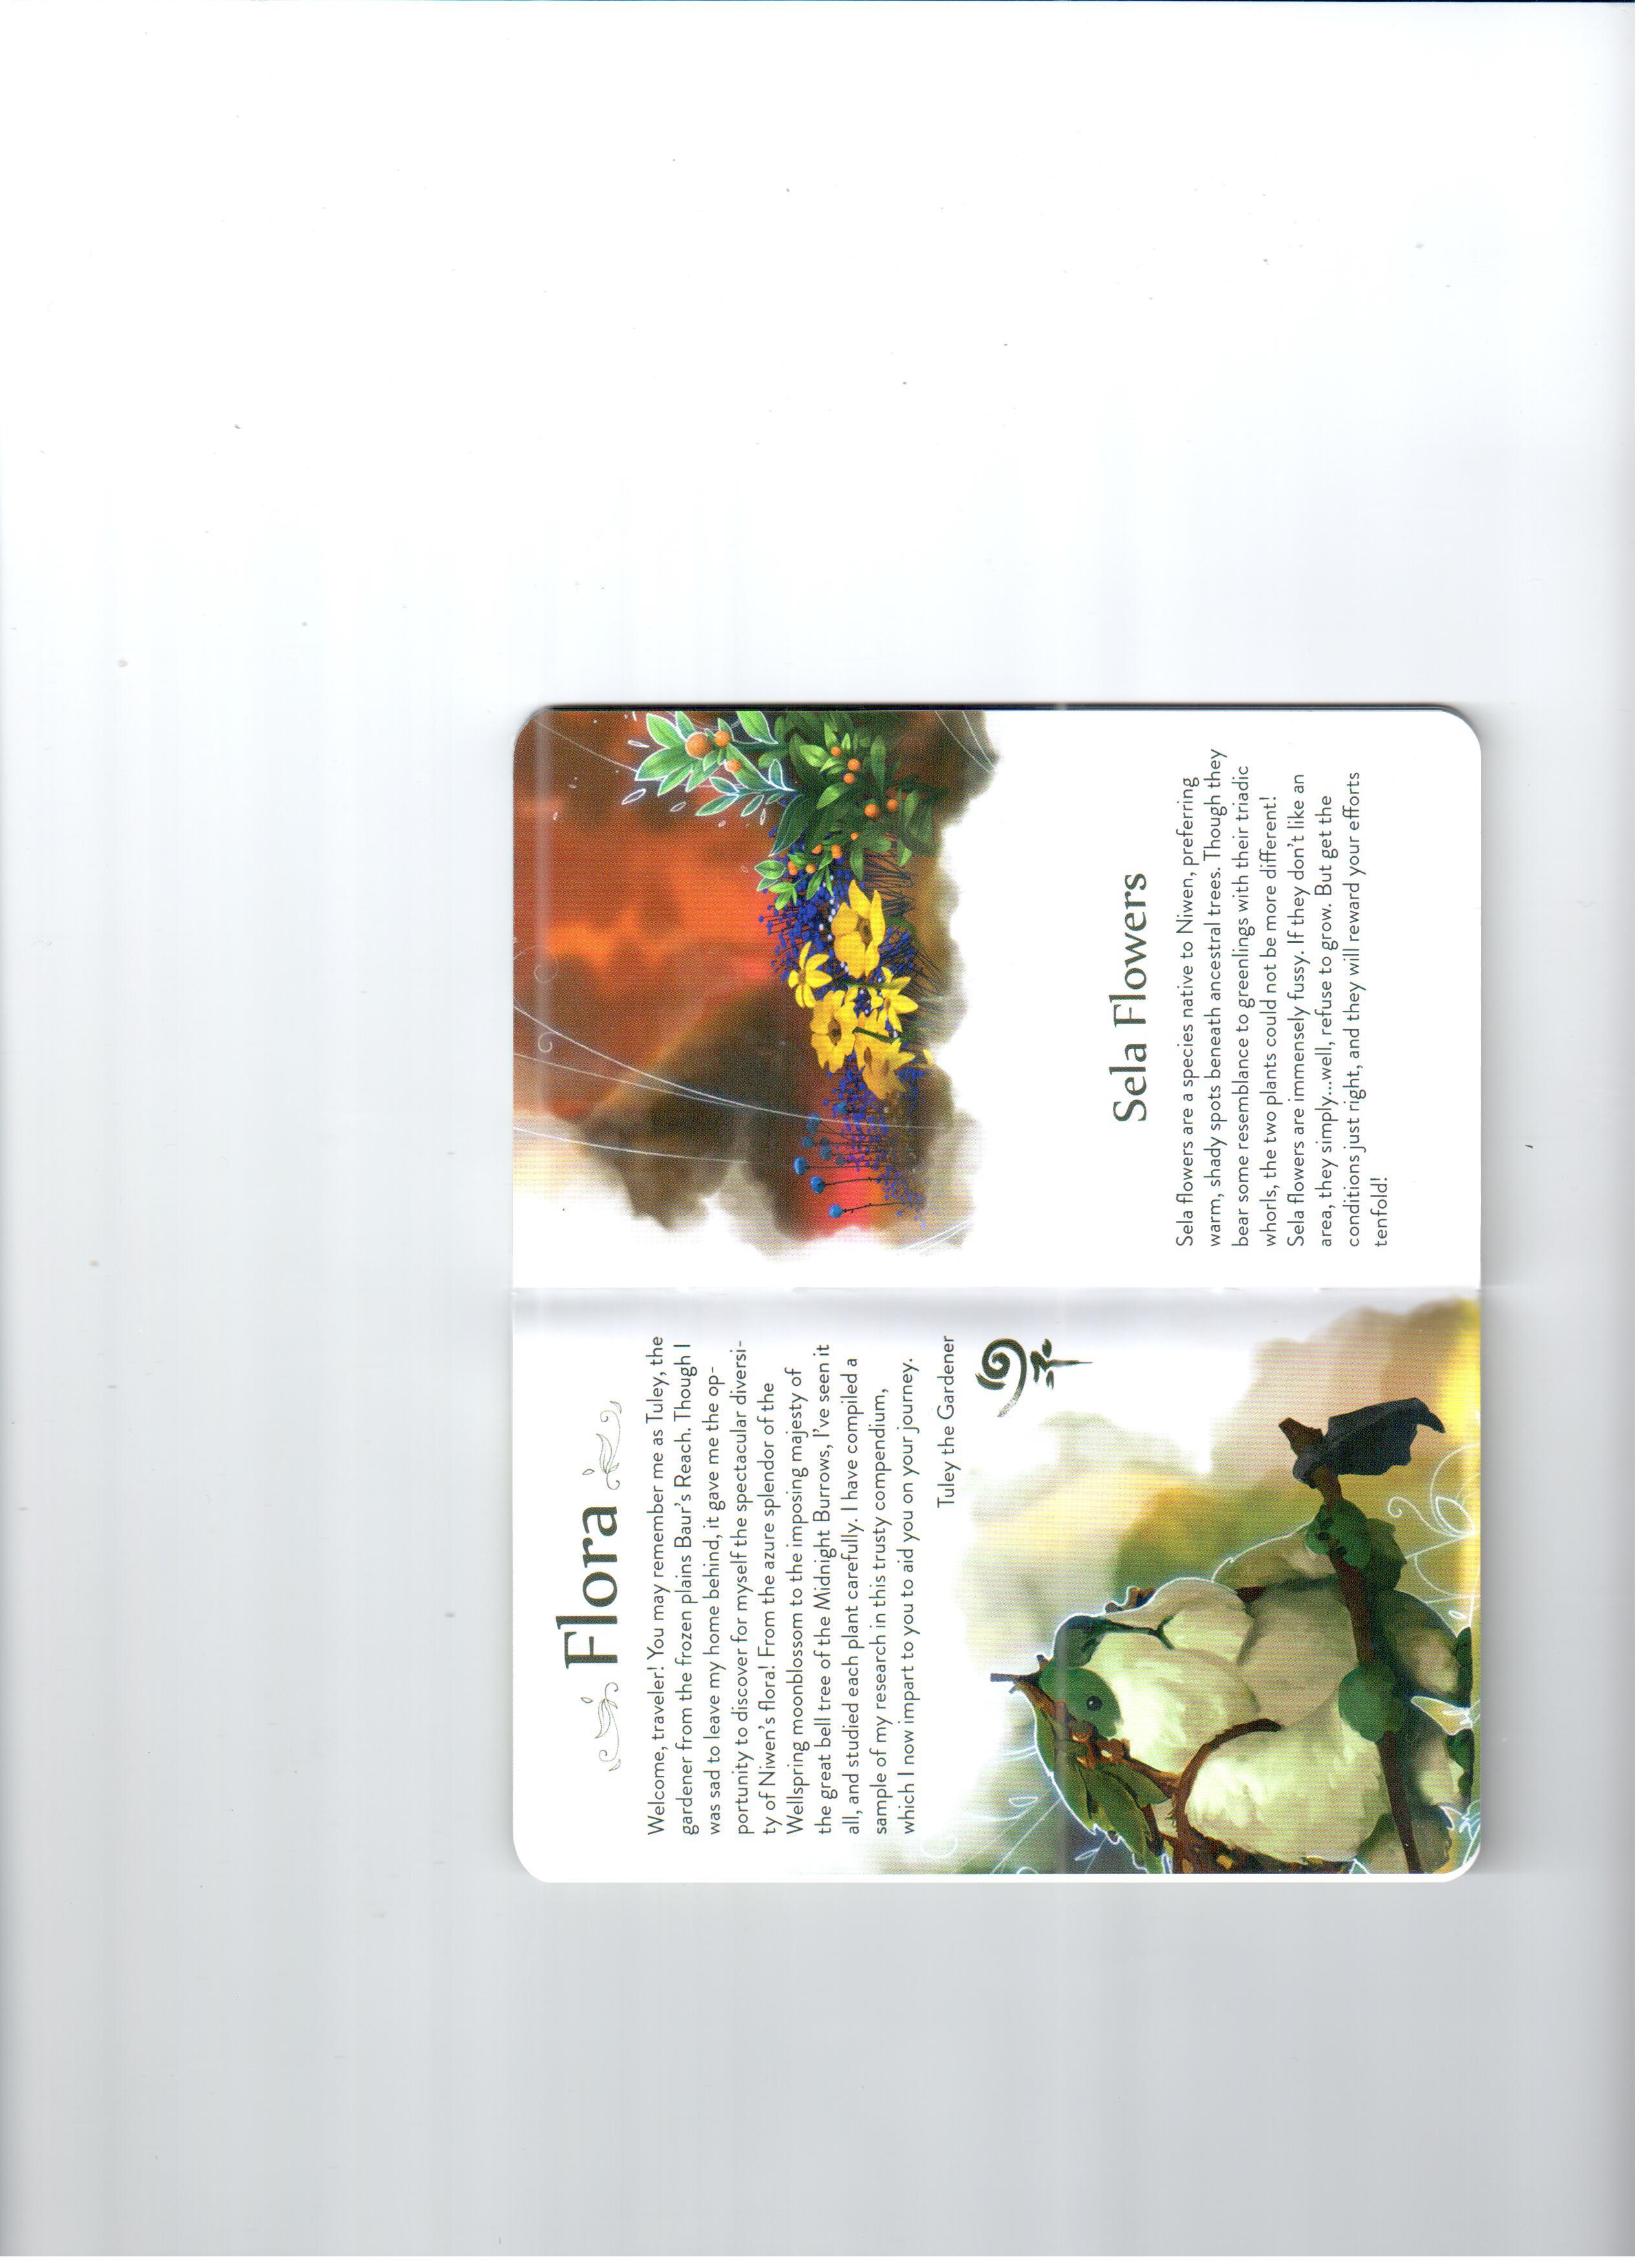 Flora
Welcome, traveler! You may remember me as Tuley, the
gardener from the frozen plains Baur's Reach. Though I
was sad to leave my home behind, it gave me the op-
portunity to discover for myself the spectacular diversi-
ty of Niwen's flora! From the azure splendor of the
Wellspring moonblossom to the imposing majesty of
the great bell tree of the Midnight Burrows, I've seen it
all, and studied each plant carefully. I have compiled a
sample of my research in this trusty compendium,
which I now impart to you to aid you on your journey.
Tuley the Gardener
Sela Flowers
Sela flowers are a species native to Niwen, preferring
warm, shady spots beneath ancestral trees. Though they
bear some resemblance to greenlings with their triadic
whorls, the two plants could not be more different!
Sela flowers are immensely fussy. If they don't like an
area, they simply...well, refuse to grow. But get the
conditions just right, and they will reward your efforts
tenfold!